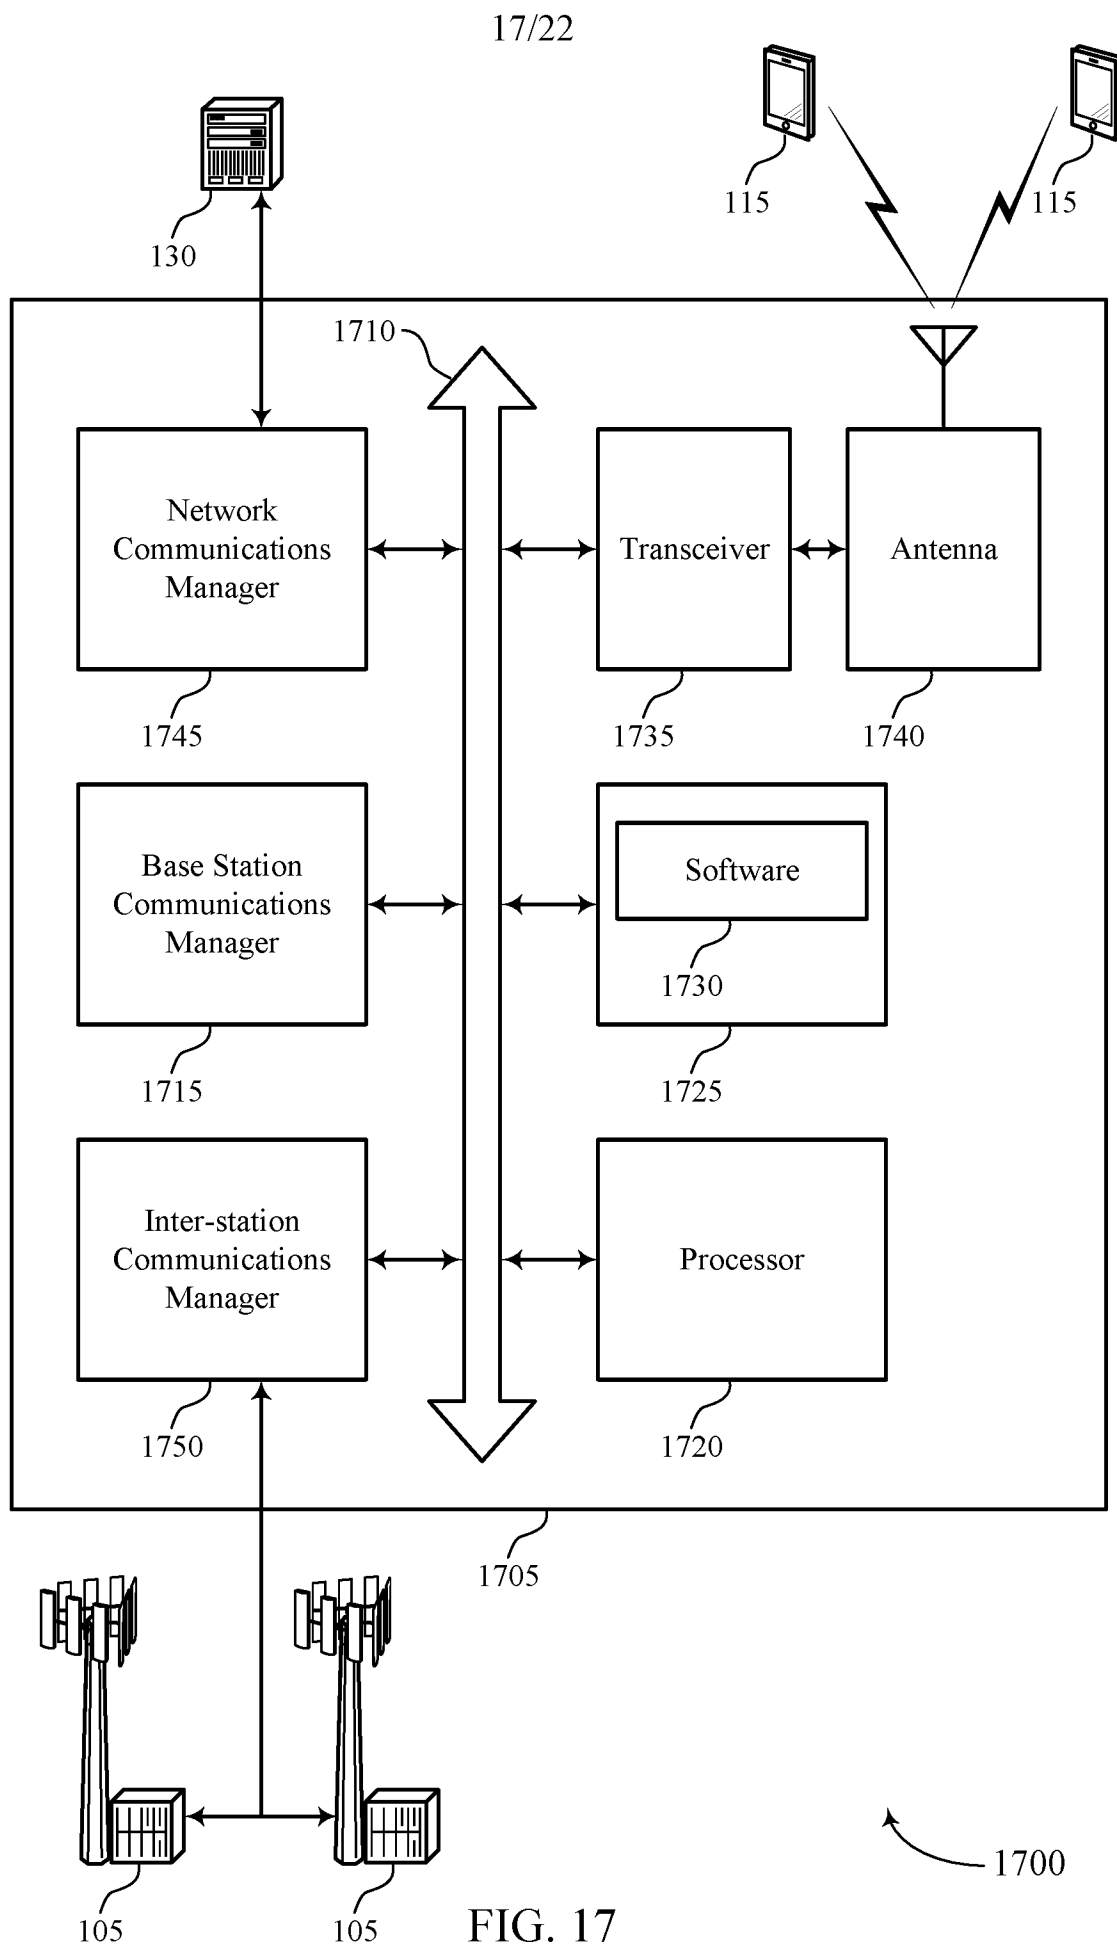 17/22
130
115
115
1710
Network
Communications
Manager
1745
Transceiver
1735
Antenna
1740
Base Station
Communications
Manager
1715
Software
1730
1725
Inter-station
Communications
Manager
1750
Processor
1720
1705
105
105
1700
FIG. 17